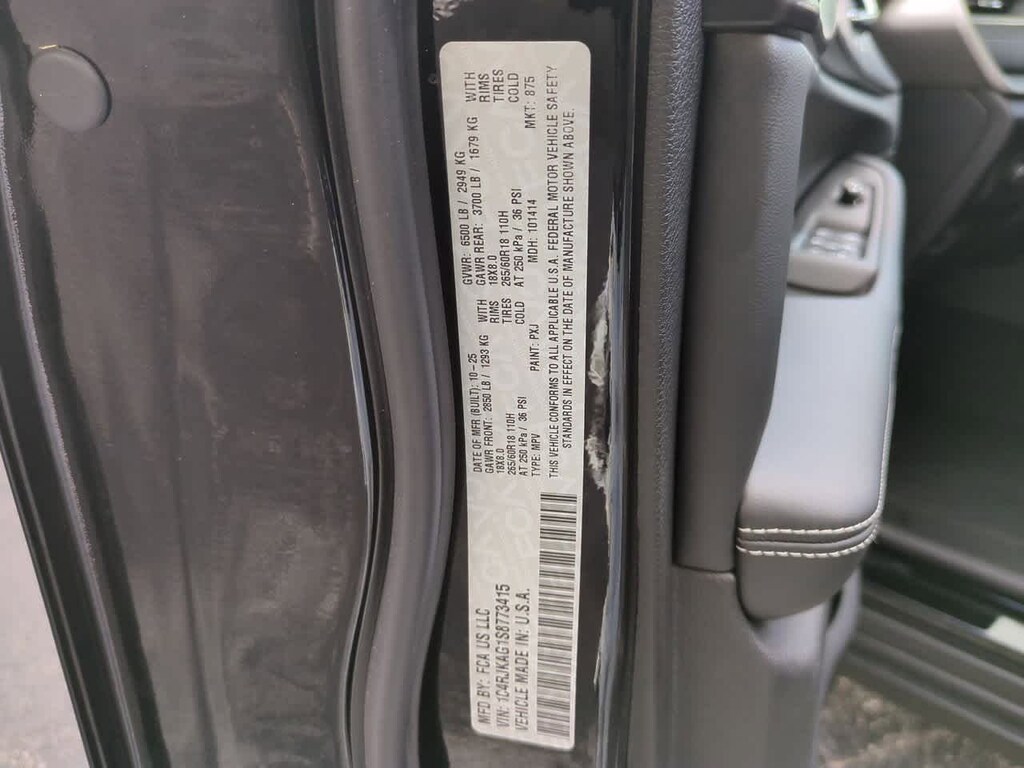 MFD BY: FCA US LLC
VIN: 1C4RJKAG1S8773415
VEHICLE MADE IN: U.S.A.
DATE OF MFR (BUILT): 10-25 GVWR: 6500 LB / 2949 KG
GAWR FRONT: 2850 LB / 1293 KG WITH GAWR REAR: 3700 LB / 1679 KG WITH
18X8.0 RIMS 18X8.0 RIMS
265/60R18 110H TIRES 265/60R18 110H TIRES
AT 250 kPa / 36 PSI COLD AT 250 kPa / 36 PSI COLD
TYPE: MPV PAINT: PXJ MDH: 101414 MKT: 875
THIS VEHICLE CONFORMS TO ALL APPLICABLE U.S.A. FEDERAL MOTOR VEHICLE SAFETY
STANDARDS IN EFFECT ON THE DATE OF MANUFACTURE SHOWN ABOVE.